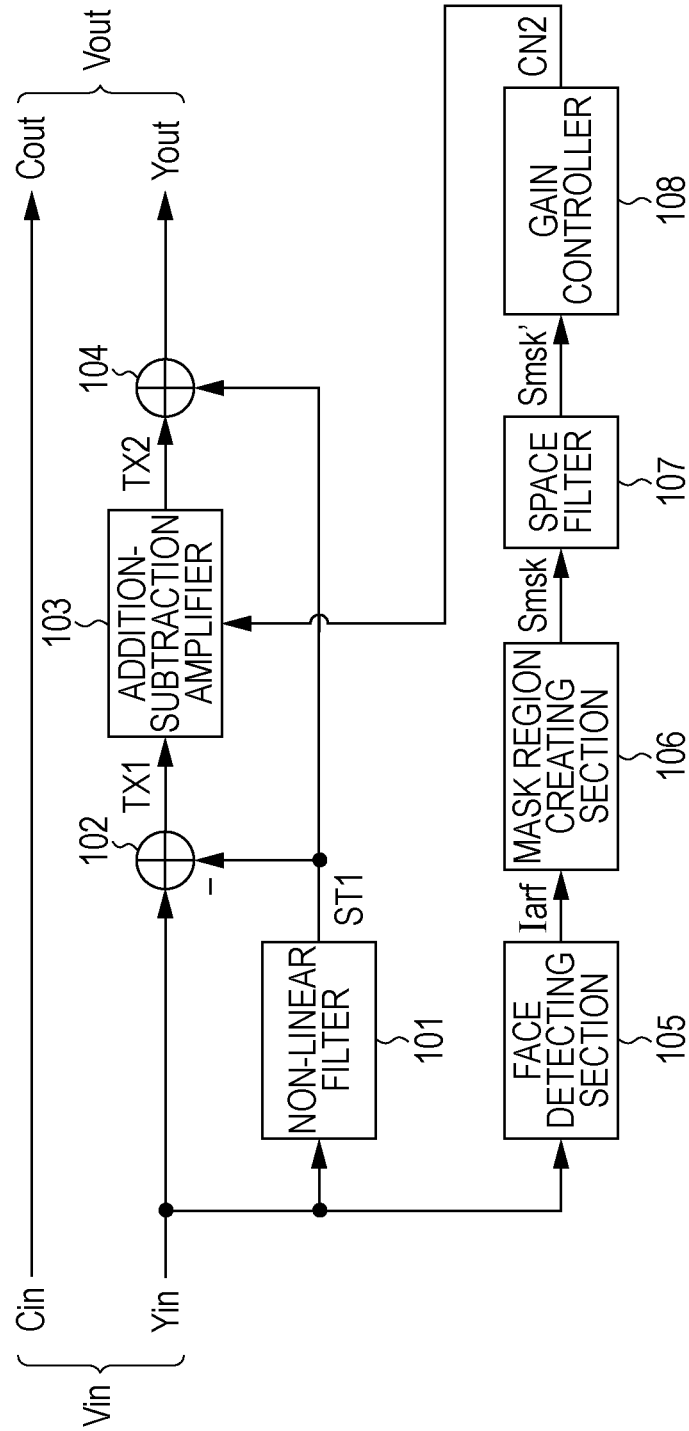 Vin
Cin
Cout
Vout
Yin
Yout
102
TX1
103
ADDITION-
SUBTRACTION
AMPLIFIER
TX2
104
–
NON-LINEAR
FILTER
101
ST1
FACE
DETECTING
SECTION
105
Iarf
MASK REGION
CREATING
SECTION
106
Smsk
SPACE
FILTER
107
Smsk'
GAIN
CONTROLLER
108
CN2